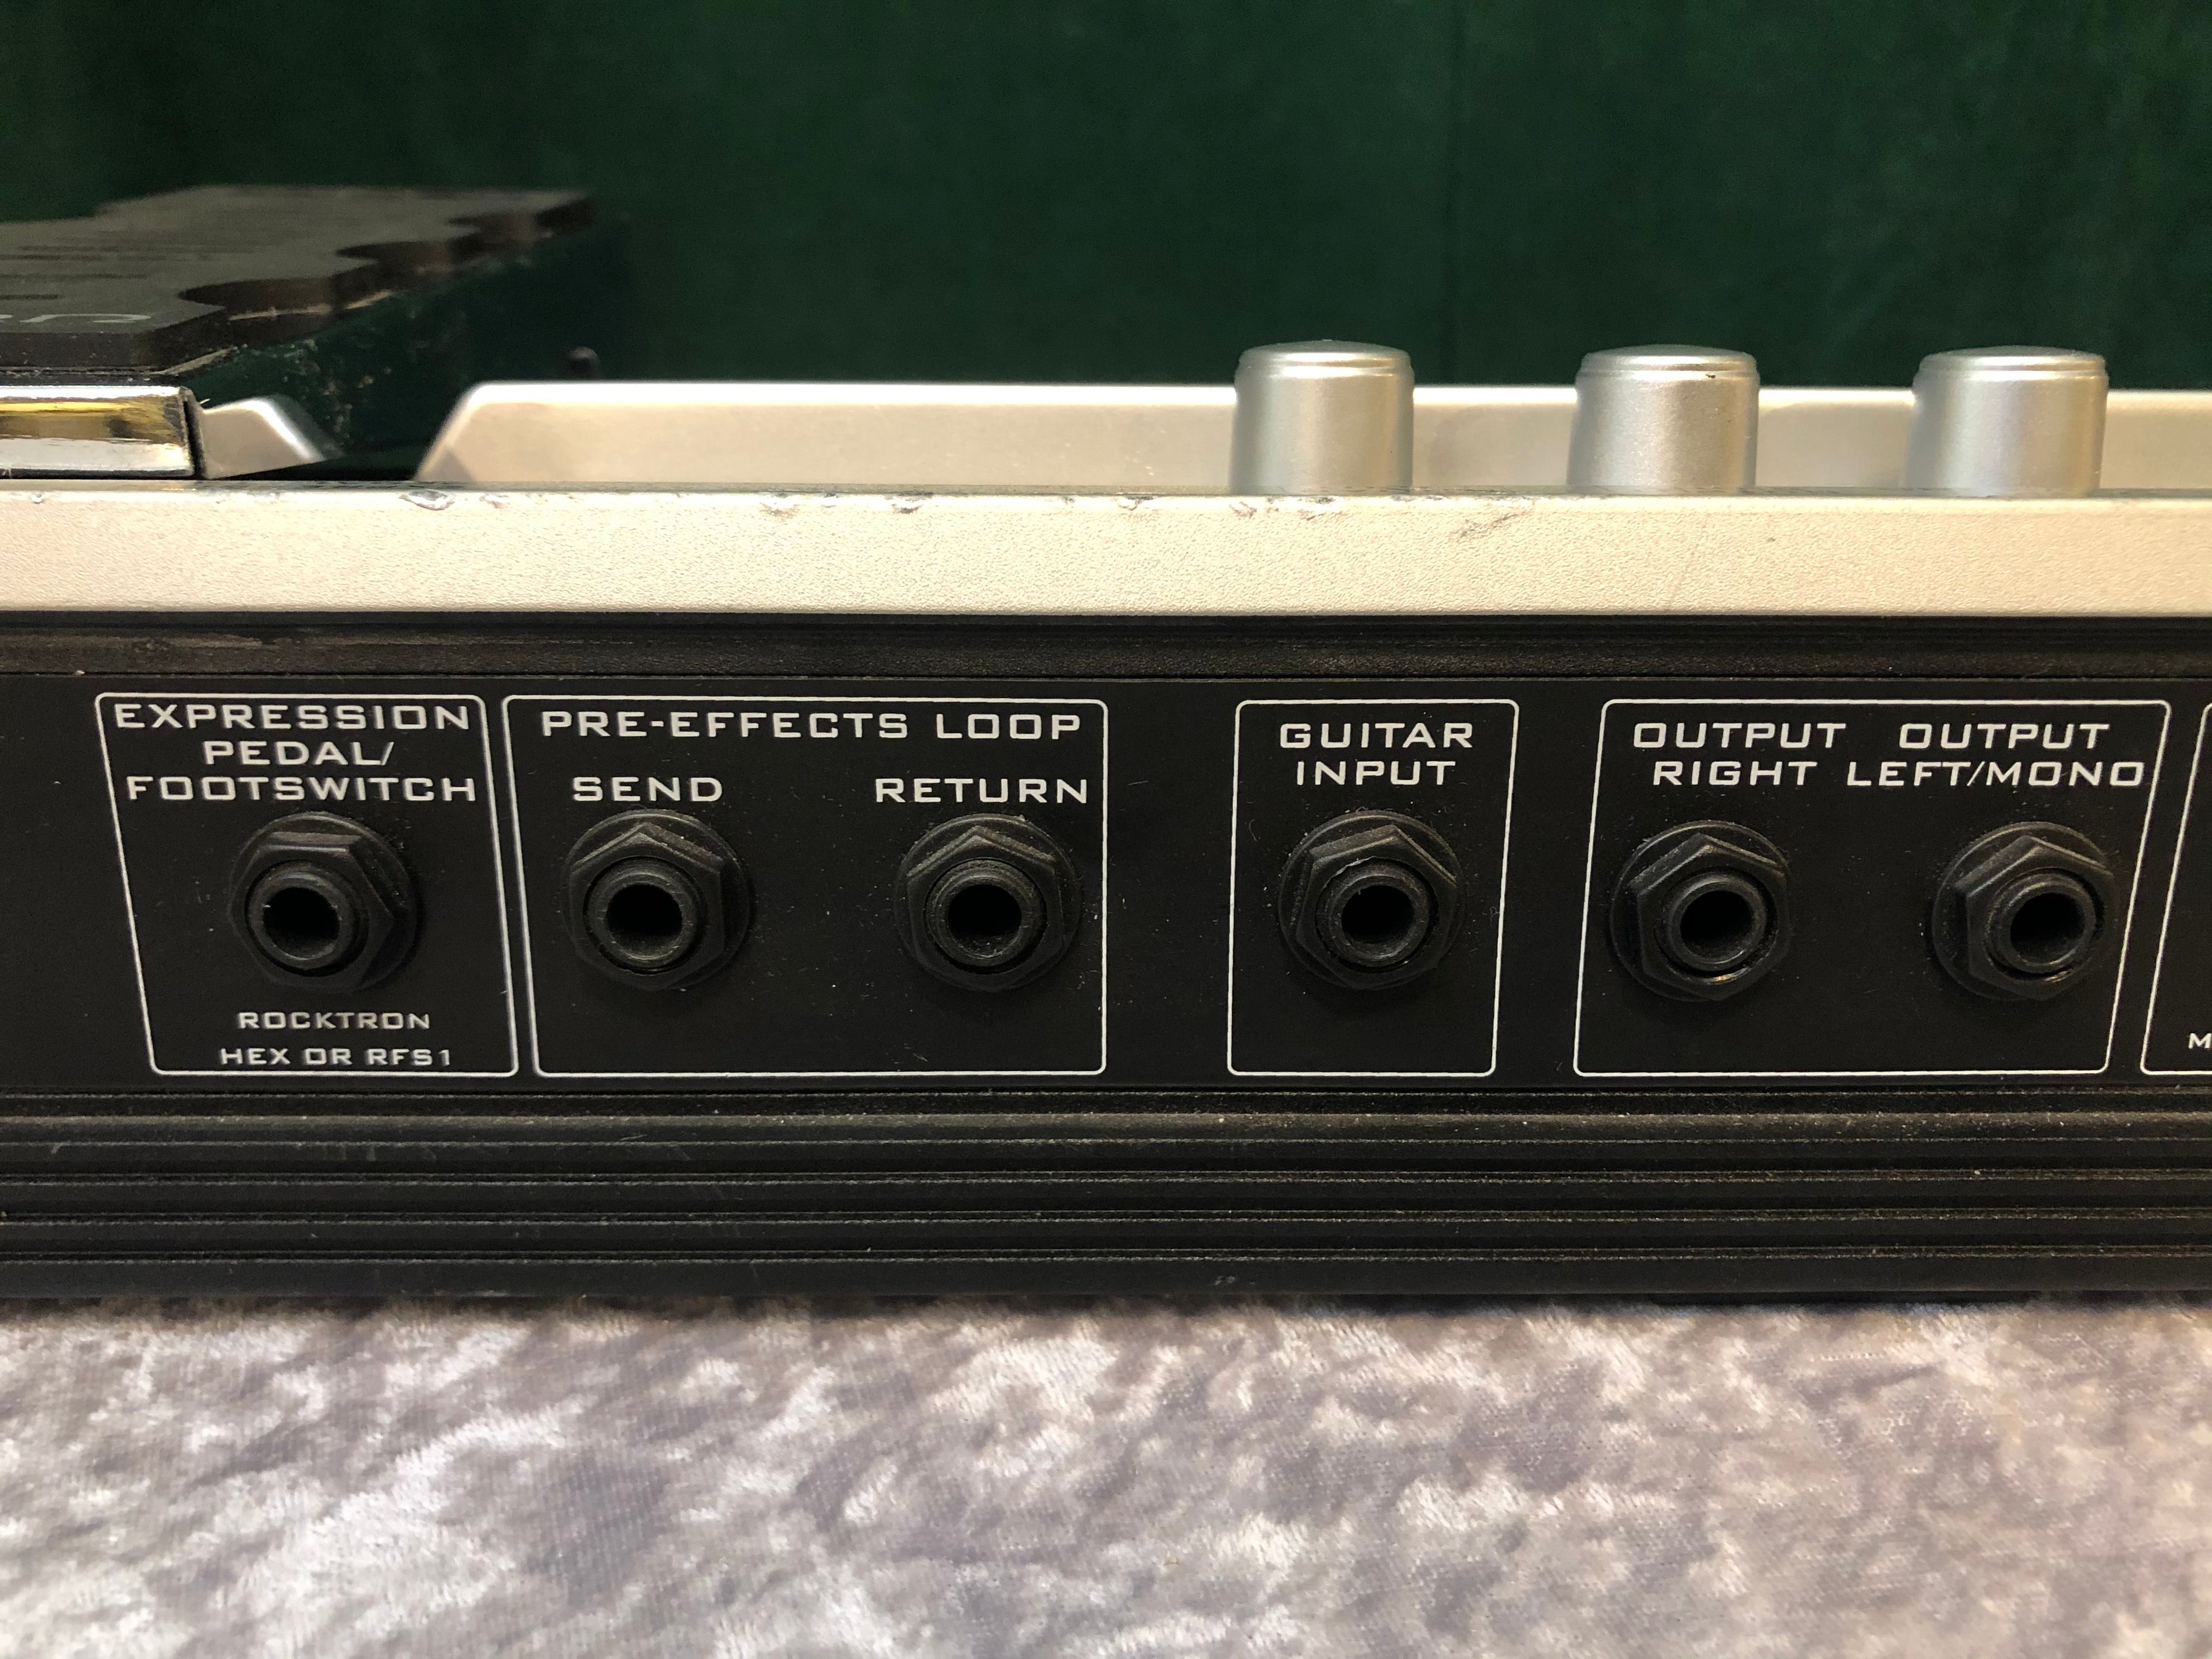 EXPRESSION
PEDAL/
FOOTSWITCH
ROCKTRON
HEX OR RFS1
PRE-EFFECTS LOOP
SEND RETURN
GUITAR
INPUT
OUTPUT OUTPUT
RIGHT LEFT/MONO